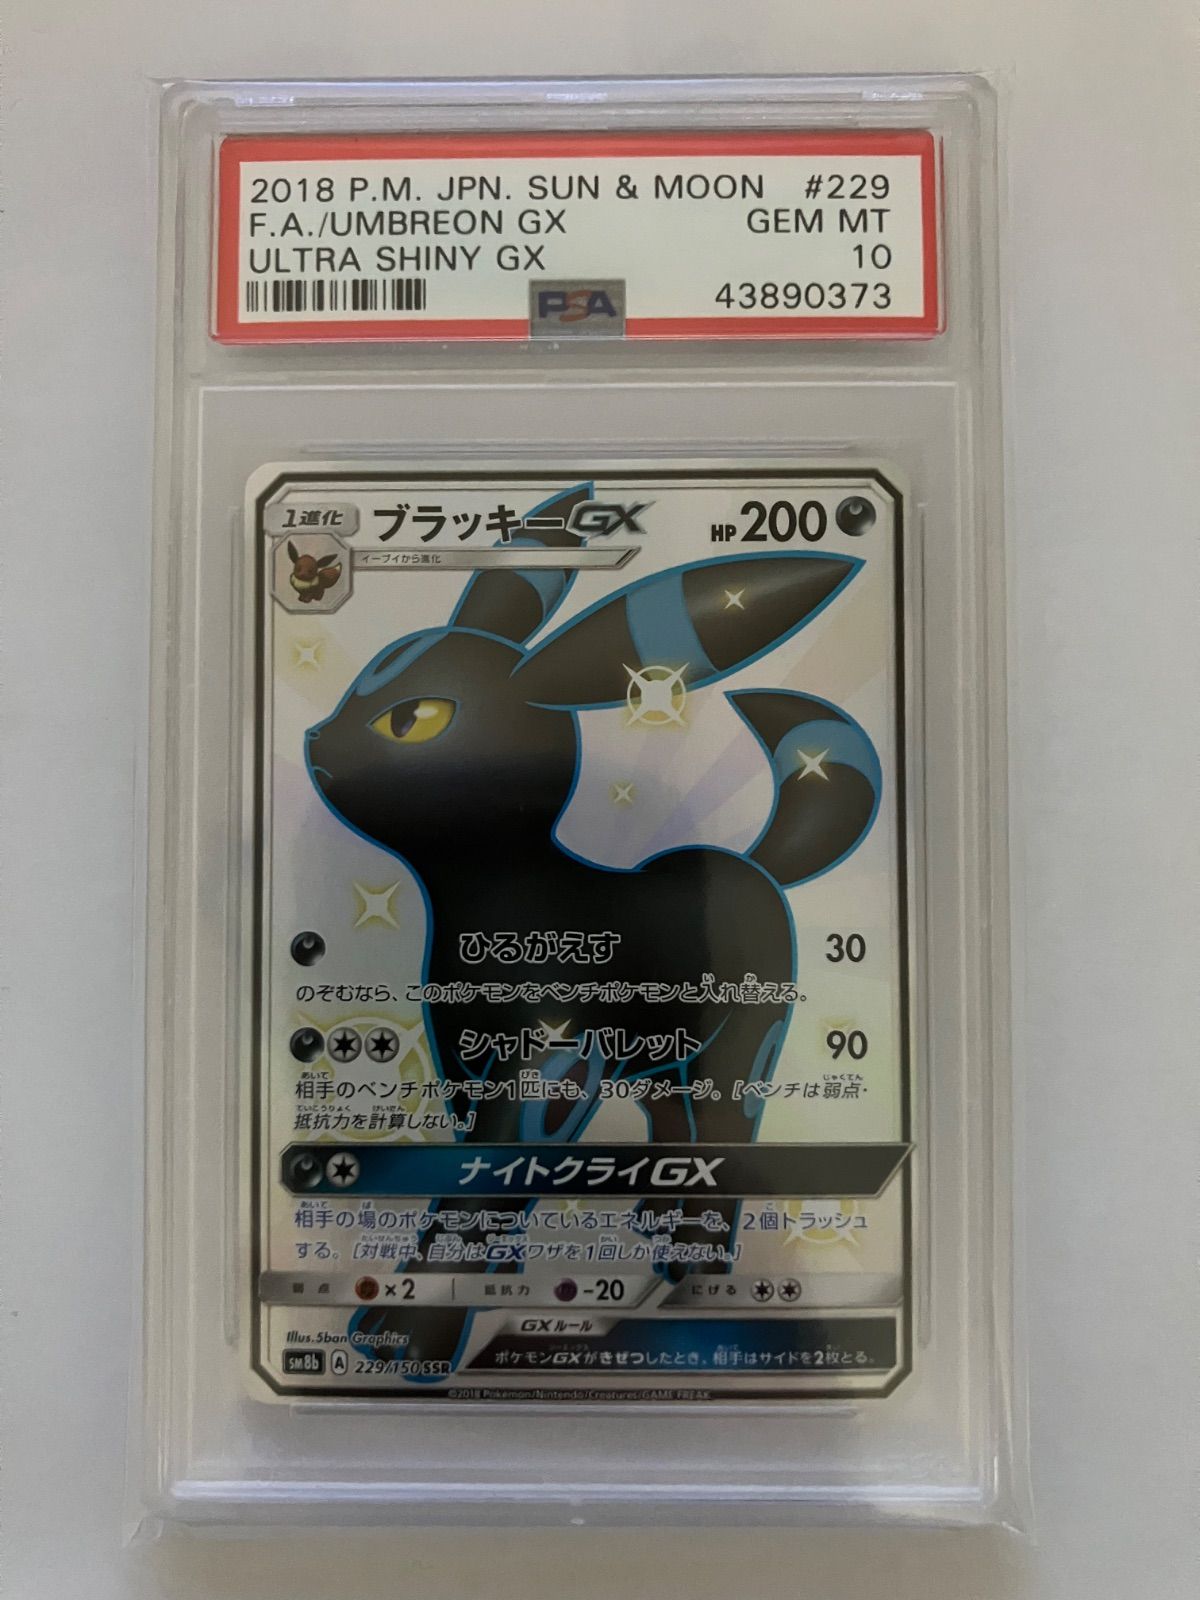 2018 P.M. JPN. SUN & MOON #229
F.A./UMBREON GX GEM MT
ULTRA SHINY GX 10
PSA 43890373
1進化 ブラッキーGX HP200
イーブイから進化
ひるがえす 30
のぞむなら、このポケモンをベンチポケモンと入れ替える。
シャドーバレット 90
相手のベンチポケモン1匹にも、30ダメージ。[ベンチは弱点・
抵抗力を計算しない。]
ナイトクライGX
相手の場のポケモンについているエネルギーを、2個トラッシュ
する。[対戦中、自分はGXワザを1回しか使えない。]
弱点 ×2 抵抗力 -20 にげる
GXルール
ポケモンGXがきぜつしたとき、相手はサイドを2枚とる。
Illus.5ban Graphics
SM8b A 229/150 SSR
©2018 Pokémon/Nintendo/Creatures/GAME FREAK